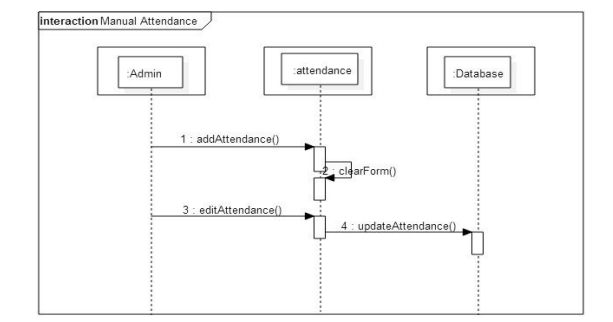 interaction Manual Attendance
:Admin
:attendance
:Database
1 : addAttendance()
2 : clearForm()
3 : editAttendance()
4 : updateAttendance()